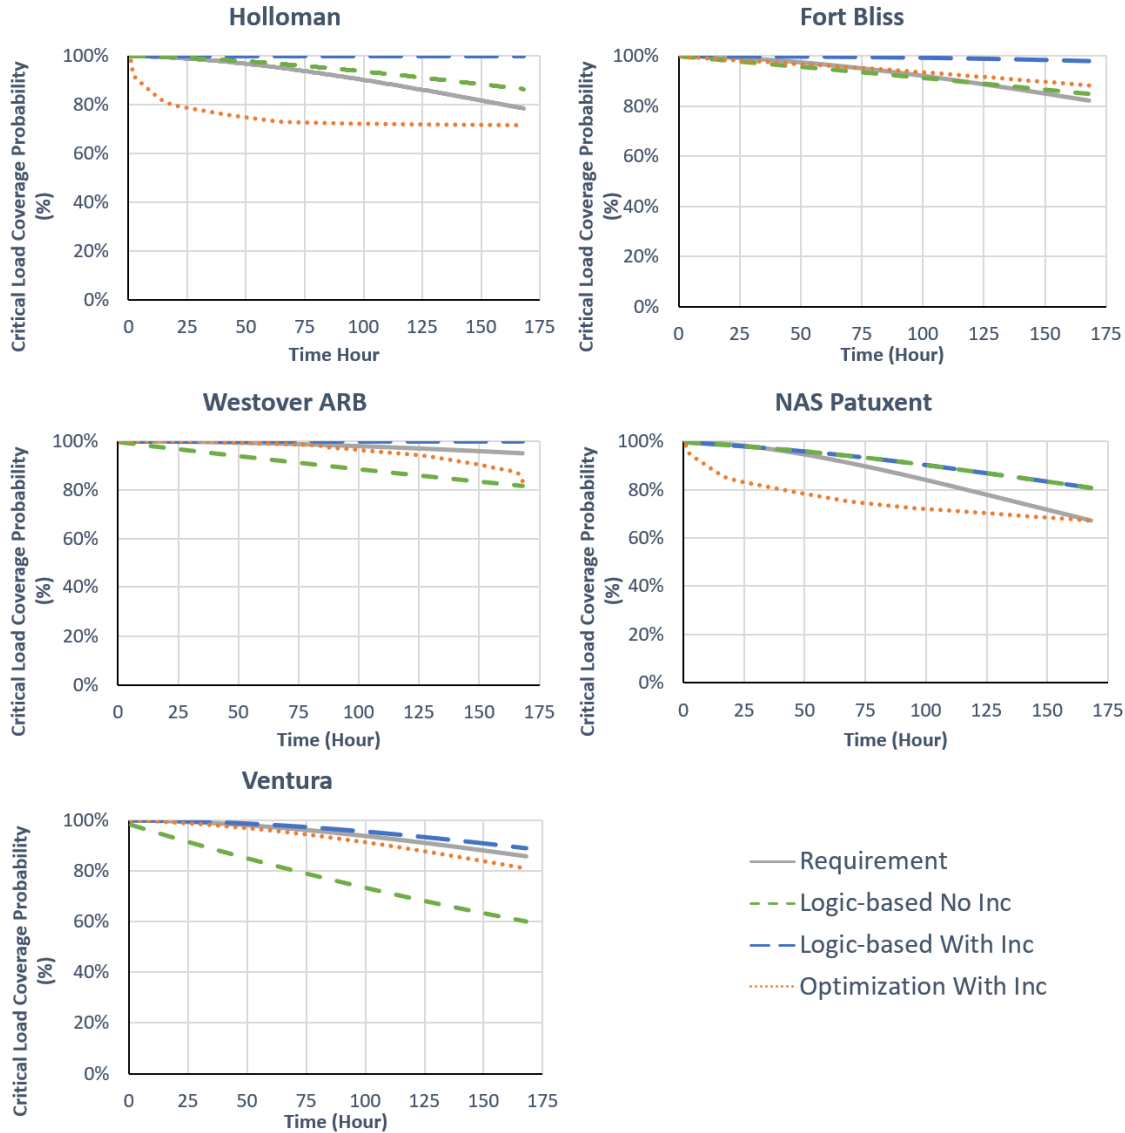 Holloman
Critical Load Coverage Probability
(%)
100%
80%
60%
40%
20%
0%
0 25 50 75 100 125 150 175
Time Hour
Fort Bliss
Critical Load Coverage Probability
(%)
100%
80%
60%
40%
20%
0%
0 25 50 75 100 125 150 175
Time (Hour)
Westover ARB
Critical Load Coverage Probability
(%)
100%
80%
60%
40%
20%
0%
0 25 50 75 100 125 150 175
Time (Hour)
NAS Patuxent
Critical Load Coverage Probability
(%)
100%
80%
60%
40%
20%
0%
0 25 50 75 100 125 150 175
Time (Hour)
Ventura
Critical Load Coverage Probability
(%)
100%
80%
60%
40%
20%
0%
0 25 50 75 100 125 150 175
Time (Hour)
Requirement
Logic-based No Inc
Logic-based With Inc
Optimization With Inc